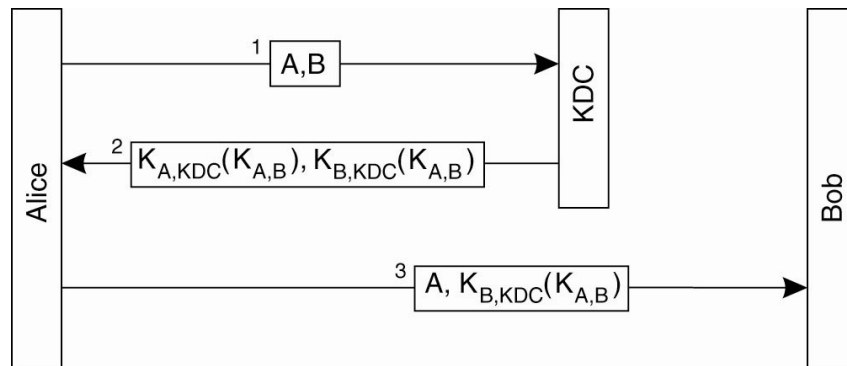 1 A,B
KDC
2 K_A,KDC(K_A,B), K_B,KDC(K_A,B)
Alice
Bob
3 A, K_B,KDC(K_A,B)